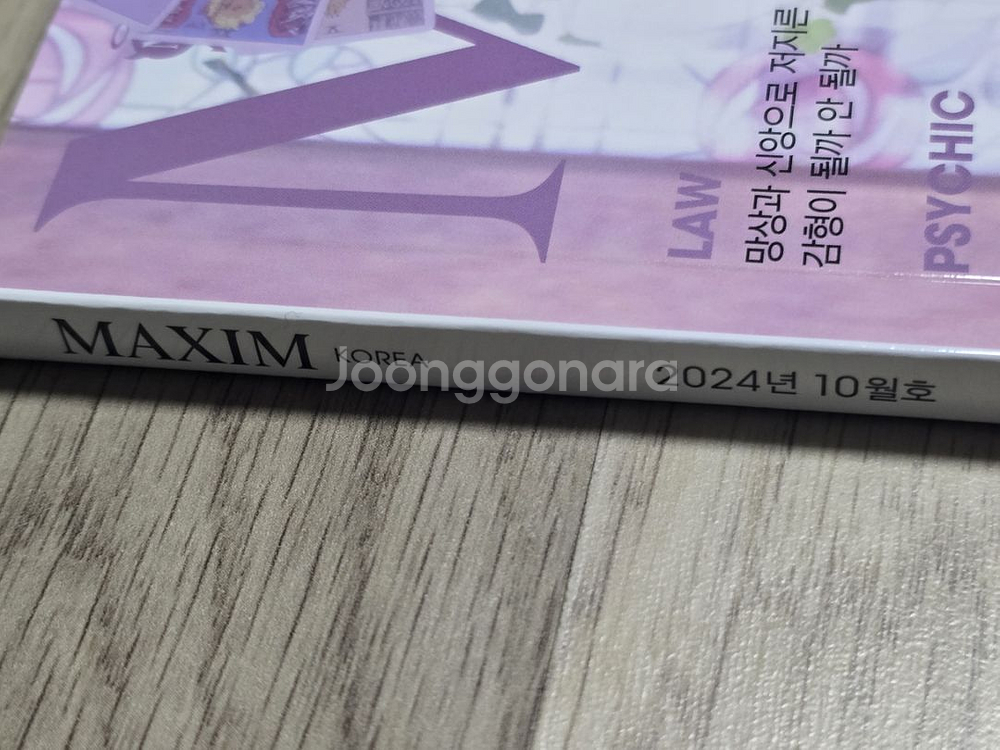 M
LAW
망상과 신앙으로 저지른
감형이 될까 안 될까
PSYCHIC
MAXIM KOREA 2024년 10월호
Joonggonara